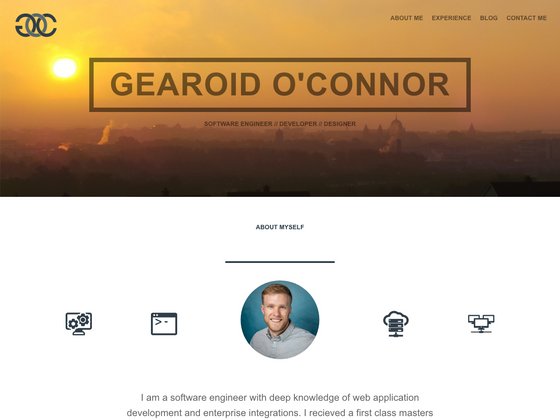 ABOUT ME EXPERIENCE BLOG CONTACT ME
GEAROID O'CONNOR
SOFTWARE ENGINEER // DEVELOPER // DESIGNER
ABOUT MYSELF
I am a software engineer with deep knowledge of web application
development and enterprise integrations. I recieved a first class masters